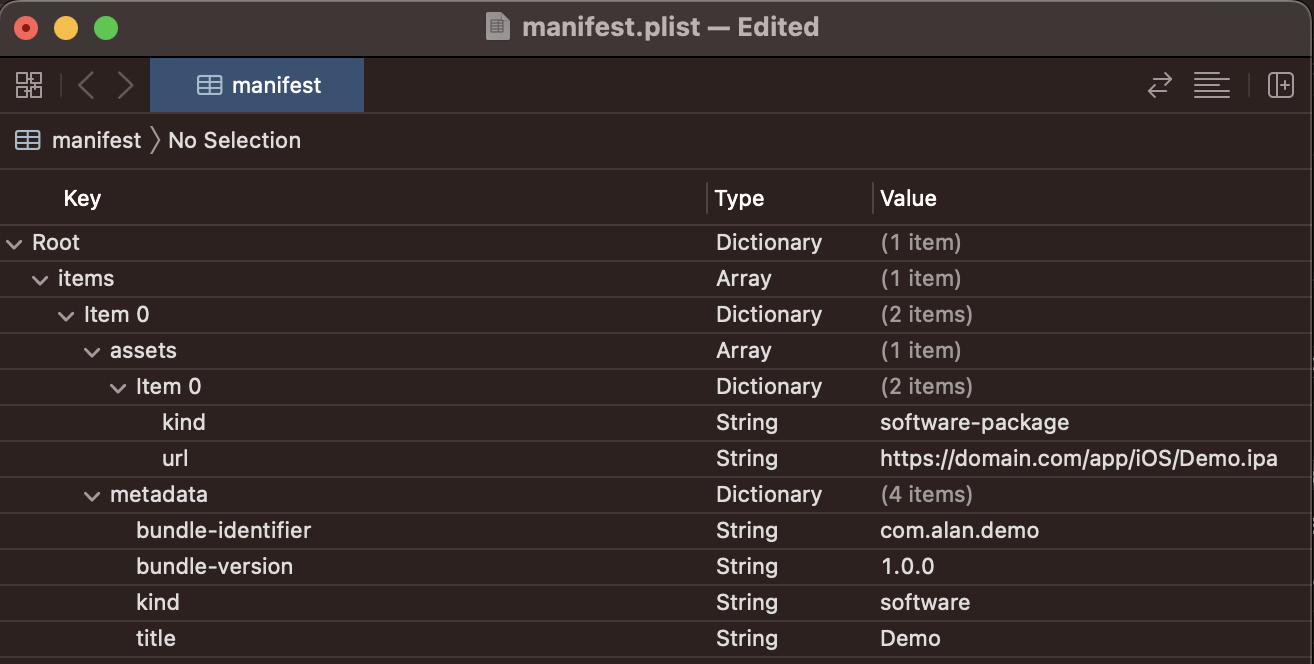 manifest.plist — Edited
manifest
manifest 〉 No Selection
Key Type Value
Root Dictionary (1 item)
items Array (1 item)
Item 0 Dictionary (2 items)
assets Array (1 item)
Item 0 Dictionary (2 items)
kind String software-package
url String https://domain.com/app/iOS/Demo.ipa
metadata Dictionary (4 items)
bundle-identifier String com.alan.demo
bundle-version String 1.0.0
kind String software
title String Demo